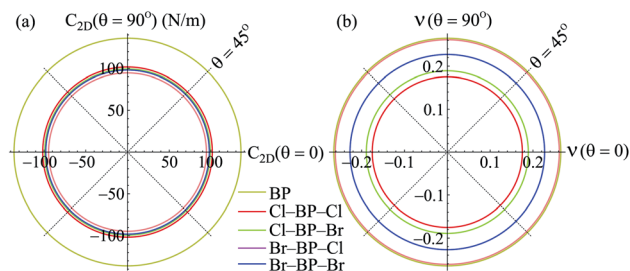 (a) C2D(θ = 90°) (N/m)
θ = 45°
100
50
−100 −50 50 100 C2D(θ = 0)
−50
−100
BP
Cl–BP–Cl
Cl–BP–Br
Br–BP–Cl
Br–BP–Br
(b) ν(θ = 90°)
θ = 45°
0.2
0.1
−0.2 −0.1 0.1 0.2 ν(θ = 0)
−0.1
−0.2